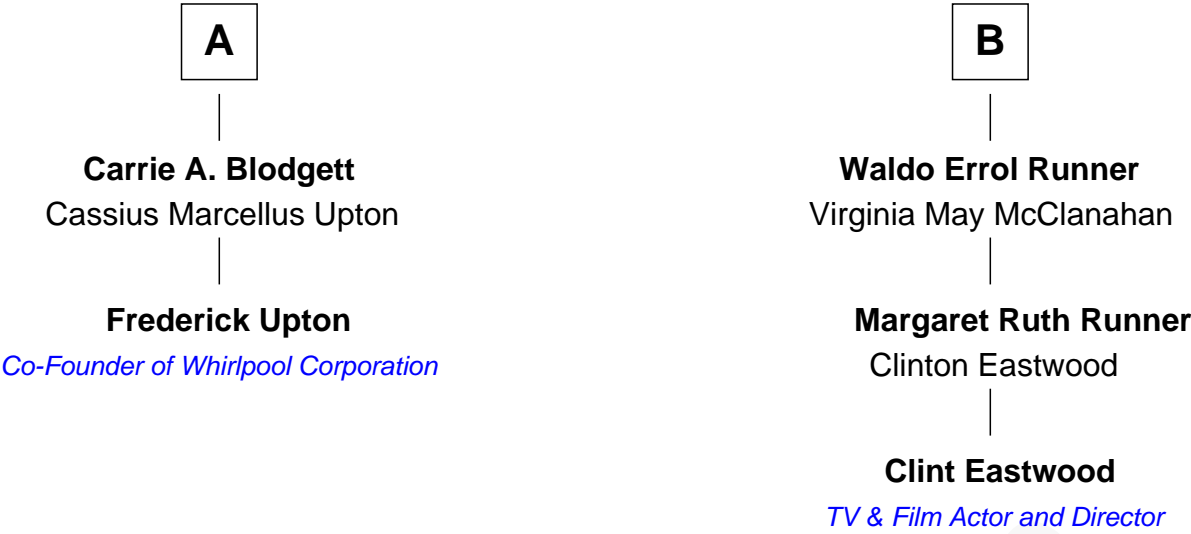 A
Carrie A. Blodgett
Cassius Marcellus Upton
Frederick Upton
Co-Founder of Whirlpool Corporation
B
Waldo Errol Runner
Virginia May McClanahan
Margaret Ruth Runner
Clinton Eastwood
Clint Eastwood
TV & Film Actor and Director